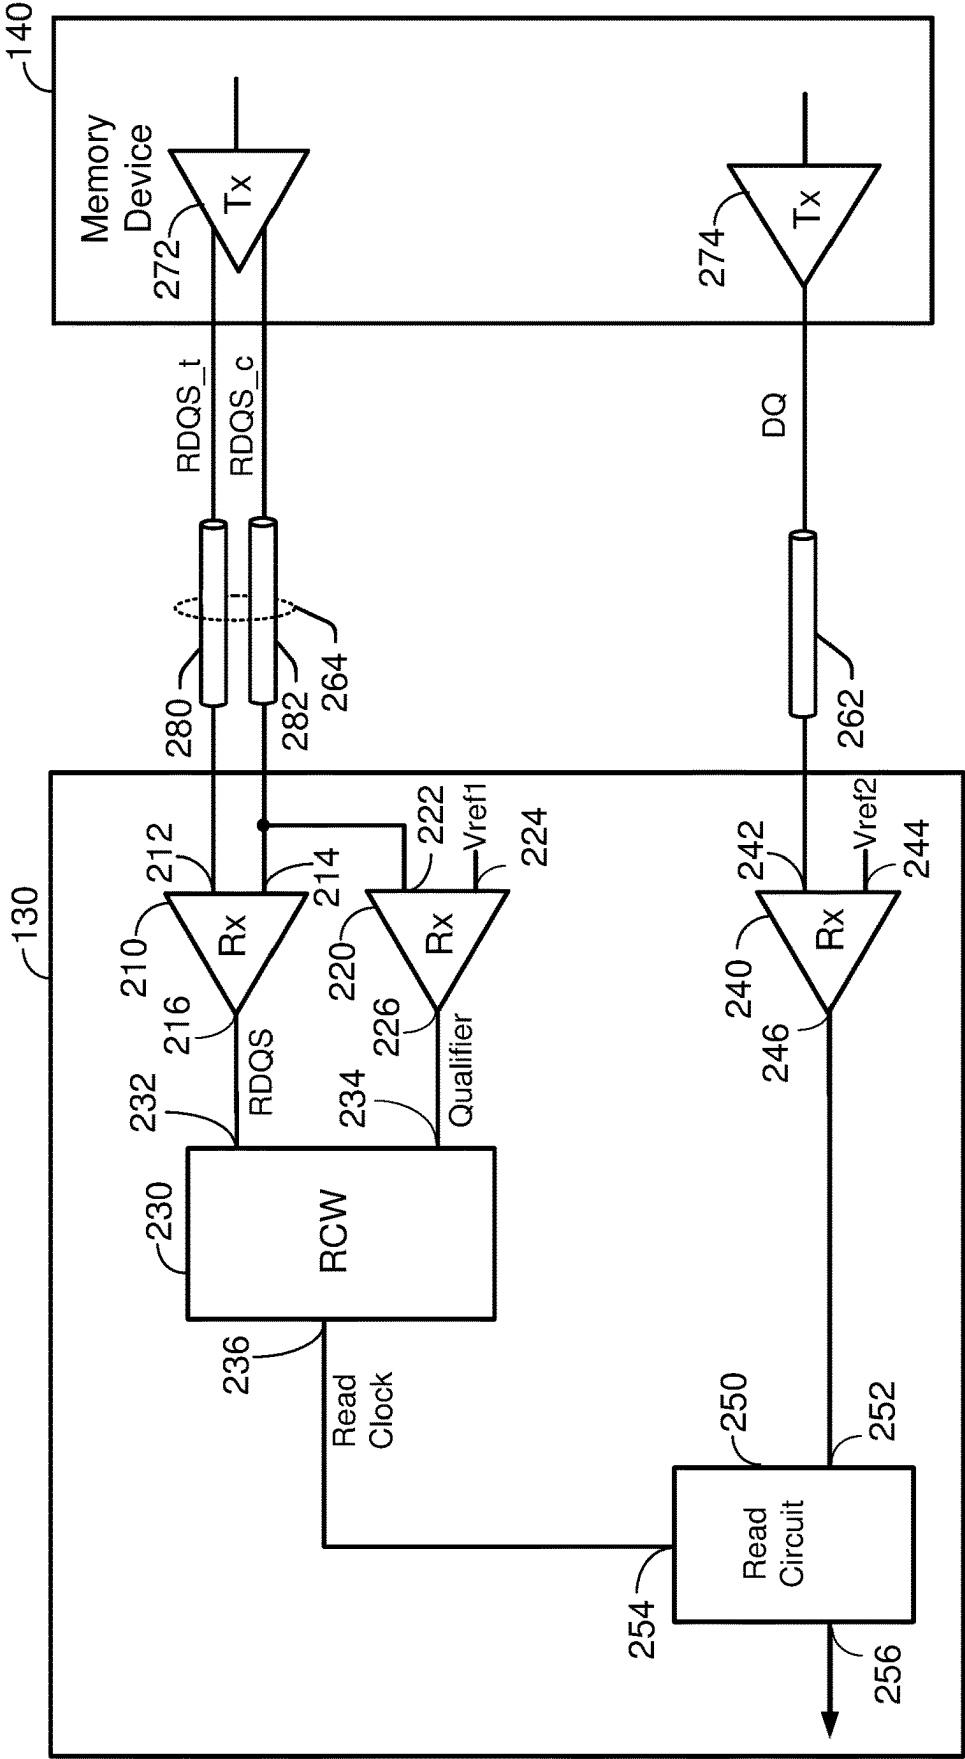 130
140
Memory
Device
272
Tx
RDQS_t
RDQS_c
280
282
264
212
214
210
Rx
216
RDQS
232
222
Vref1
224
220
Rx
226
Qualifier
234
230
RCW
236
Read
Clock
274
Tx
DQ
262
242
Vref2
244
240
Rx
246
250
252
Read
Circuit
254
256